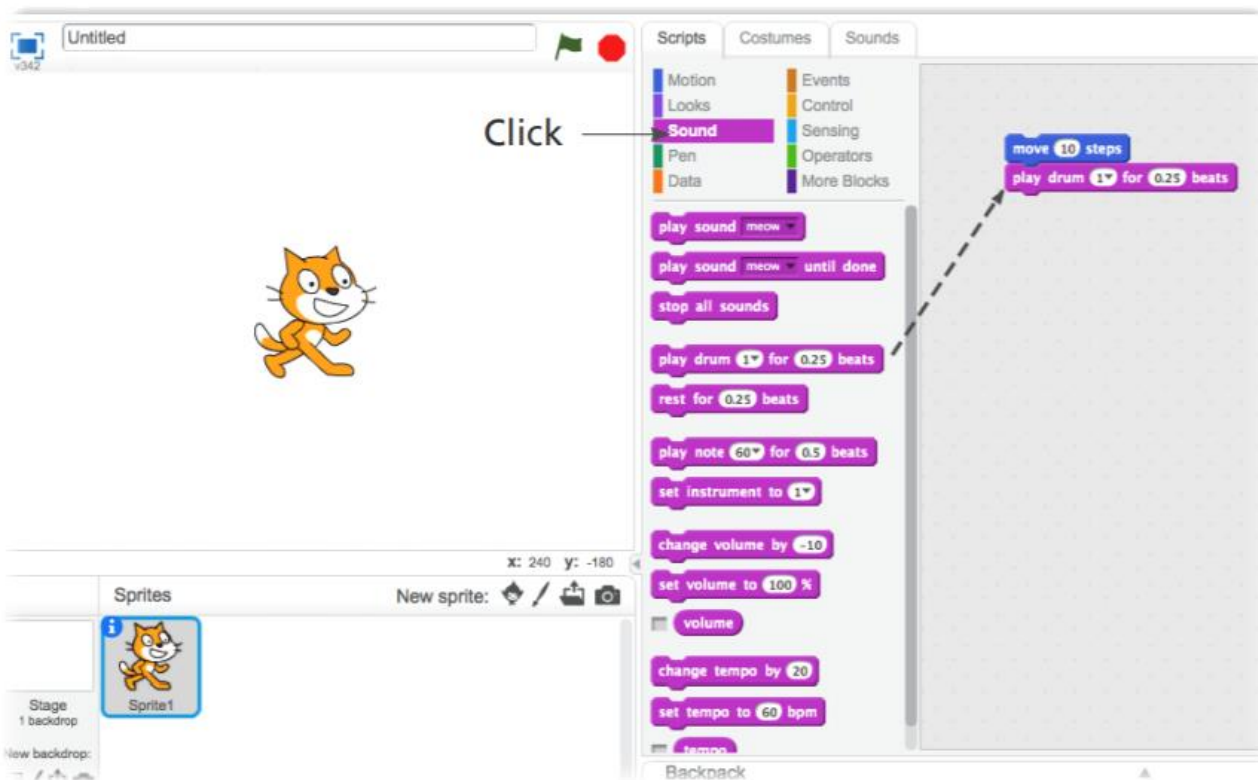 Untitled
v342
Click
x: 240 y: -180
Sprites
New sprite:
Sprite1
Stage
1 backdrop
New backdrop:
Scripts Costumes Sounds
Motion Events
Looks Control
Sound Sensing
Pen Operators
Data More Blocks
play sound meow
play sound meow until done
stop all sounds
play drum 1 for 0.25 beats
rest for 0.25 beats
play note 60 for 0.5 beats
set instrument to 1
change volume by -10
set volume to 100 %
volume
change tempo by 20
set tempo to 60 bpm
tempo
move 10 steps
play drum 1 for 0.25 beats
Backpack